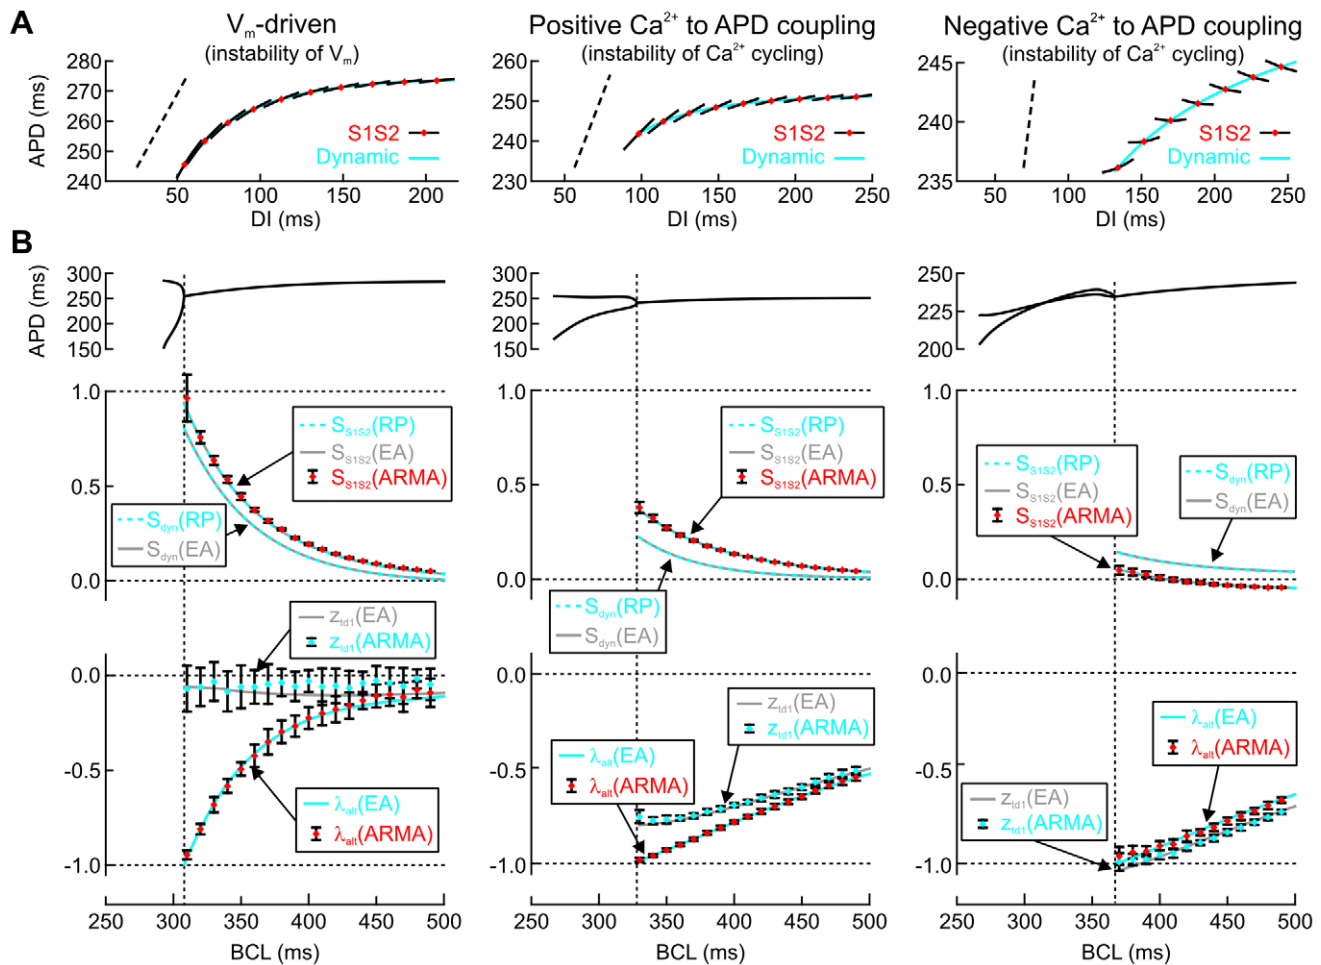 A
Vm-driven
(instability of Vm)
Positive Ca2+ to APD coupling
(instability of Ca2+ cycling)
Negative Ca2+ to APD coupling
(instability of Ca2+ cycling)
APD (ms)
280
270
260
250
240
S1S2
Dynamic
50
100
150
200
DI (ms)
260
250
240
230
S1S2
Dynamic
0
50
100
150
200
250
DI (ms)
245
240
235
S1S2
Dynamic
0
50
100
150
200
250
DI (ms)
B
APD (ms)
300
250
200
150
300
250
200
150
250
225
200
1.0
0.5
0.0
SS1S2(RP)
SS1S2(EA)
SS1S2(ARMA)
Sdyn(RP)
Sdyn(EA)
1.0
0.5
0.0
SS1S2(RP)
SS1S2(EA)
SS1S2(ARMA)
Sdyn(RP)
Sdyn(EA)
1.0
0.5
0.0
SS1S2(RP)
SS1S2(EA)
SS1S2(ARMA)
Sdyn(RP)
Sdyn(EA)
0.0
-0.5
-1.0
ztd1(EA)
ztd1(ARMA)
λalt(EA)
λalt(ARMA)
250
300
350
400
450
500
BCL (ms)
0.0
-0.5
-1.0
ztd1(EA)
ztd1(ARMA)
λalt(EA)
λalt(ARMA)
250
300
350
400
450
500
BCL (ms)
0.0
-0.5
-1.0
λalt(EA)
λalt(ARMA)
ztd1(EA)
ztd1(ARMA)
250
300
350
400
450
500
BCL (ms)